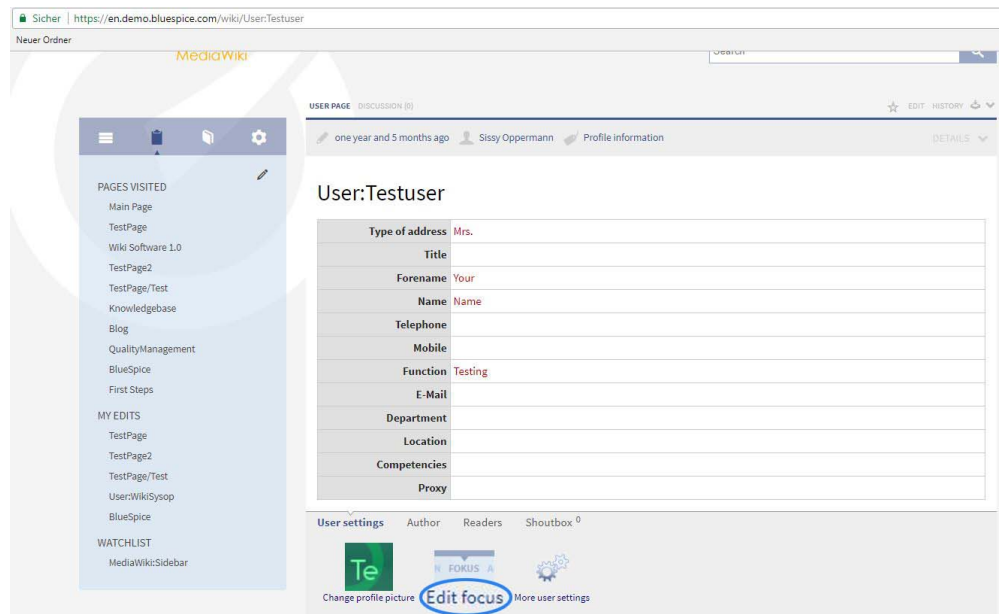 Sicher | https://en.demo.bluespice.com/wiki/User:Testuser
Neuer Ordner
MediaWiki
Search
USER PAGE DISCUSSION (0)
EDIT HISTORY
one year and 5 months ago Sissy Oppermann Profile information
DETAILS
PAGES VISITED
Main Page
TestPage
Wiki Software 1.0
TestPage2
TestPage/Test
Knowledgebase
Blog
QualityManagement
BlueSpice
First Steps
MY EDITS
TestPage
TestPage2
TestPage/Test
User:WikiSysop
BlueSpice
WATCHLIST
MediaWiki:Sidebar
User:Testuser
Type of address Mrs.
Title
Forename Your
Name Name
Telephone
Mobile
Function Testing
E-Mail
Department
Location
Competencies
Proxy
User settings Author Readers Shoutbox 0
Te
N FOKUS A
Change profile picture Edit focus More user settings